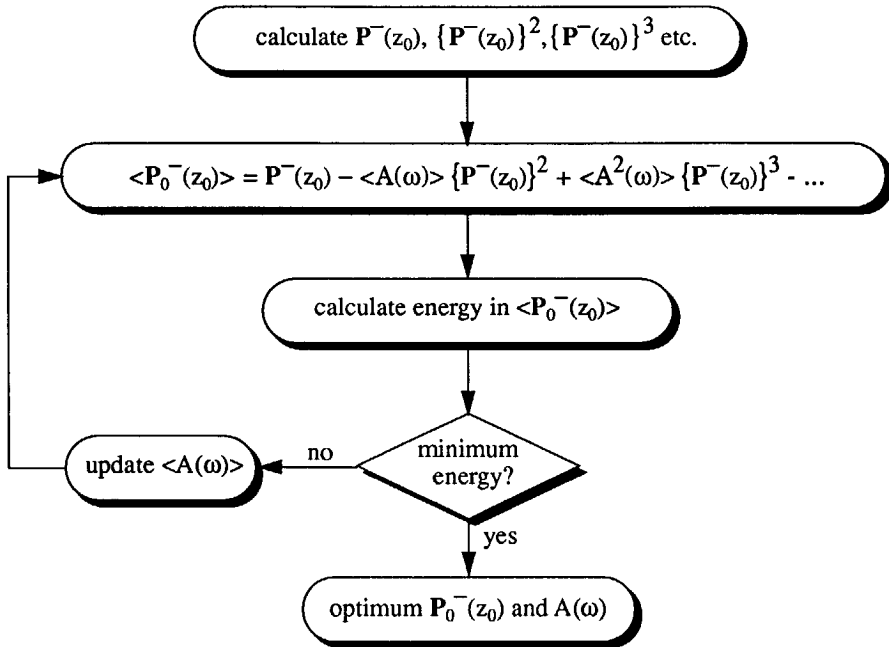 calculate P⁻(z₀), {P⁻(z₀)}²,{P⁻(z₀)}³ etc.
<P₀⁻(z₀)> = P⁻(z₀) − <A(ω)> {P⁻(z₀)}² + <A²(ω)> {P⁻(z₀)}³ - ...
calculate energy in <P₀⁻(z₀)>
minimum
energy?
no
update <A(ω)>
yes
optimum P₀⁻(z₀) and A(ω)